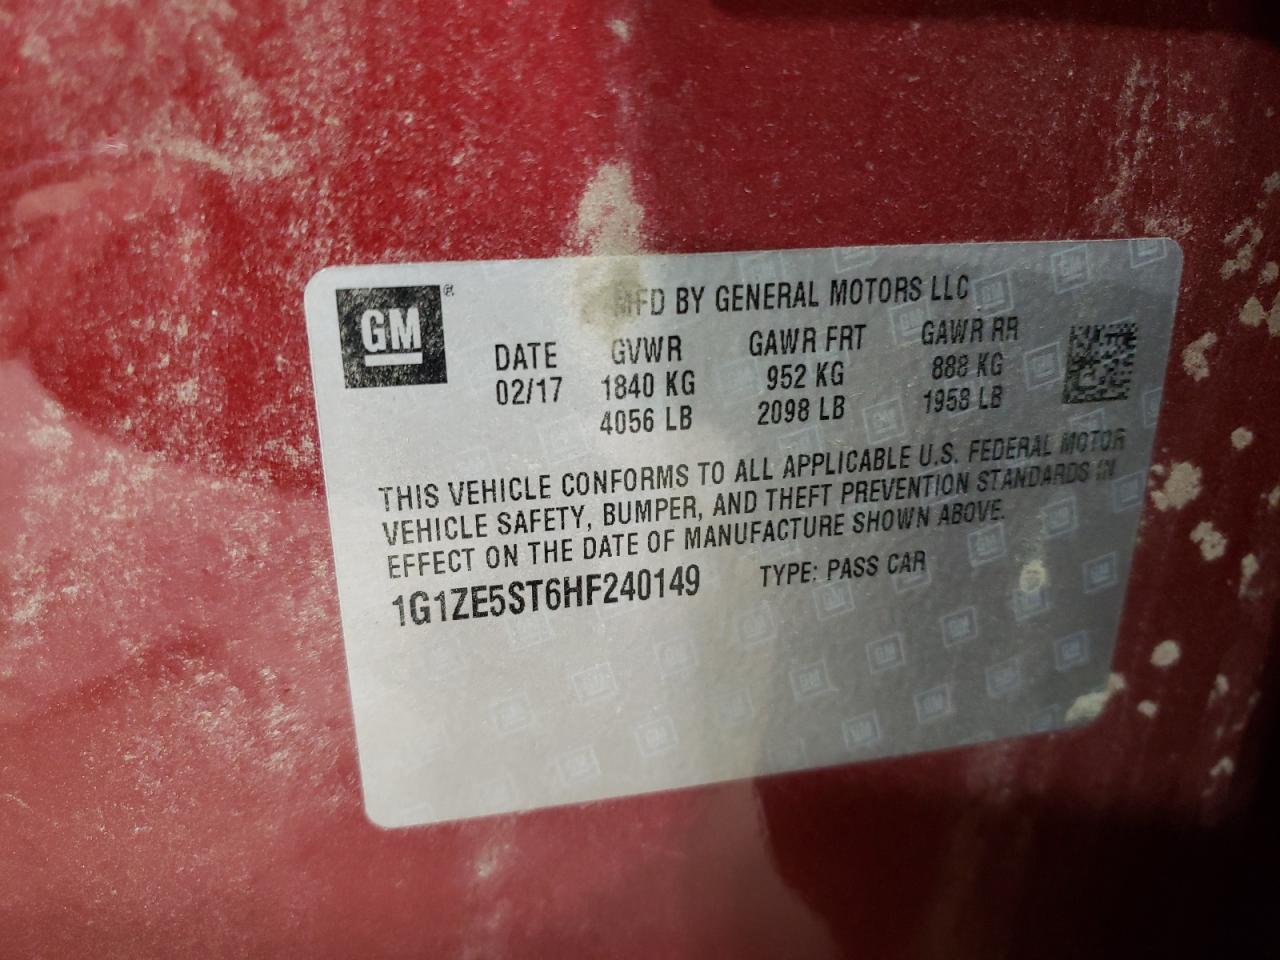 GM®
MFD BY GENERAL MOTORS LLC
DATE GVWR GAWR FRT GAWR RR
02/17 1840 KG 952 KG 888 KG
4056 LB 2098 LB 1958 LB
THIS VEHICLE CONFORMS TO ALL APPLICABLE U.S. FEDERAL MOTOR
VEHICLE SAFETY, BUMPER, AND THEFT PREVENTION STANDARDS IN
EFFECT ON THE DATE OF MANUFACTURE SHOWN ABOVE.
1G1ZE5ST6HF240149 TYPE: PASS CAR